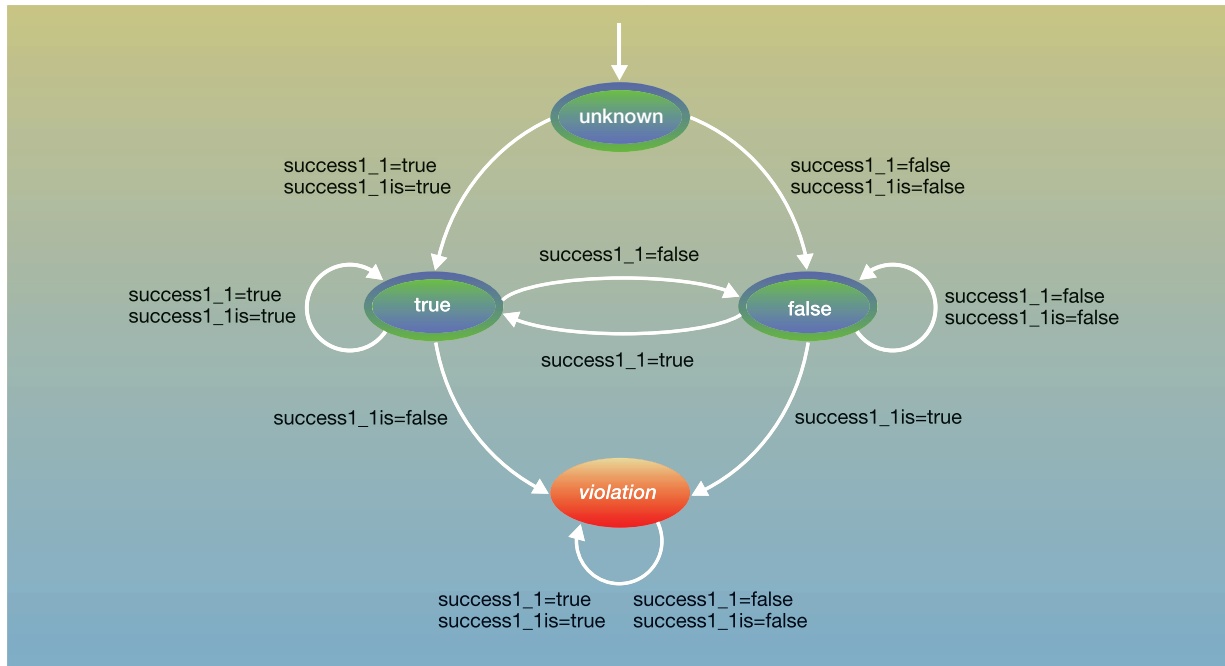 unknown
success1_1=true
success1_1is=true
success1_1=false
success1_1is=false
success1_1=false
success1_1=true
success1_1is=true
true
false
success1_1=false
success1_1is=false
success1_1=true
success1_1is=false
success1_1is=true
violation
success1_1=true success1_1=false
success1_1is=true success1_1is=false